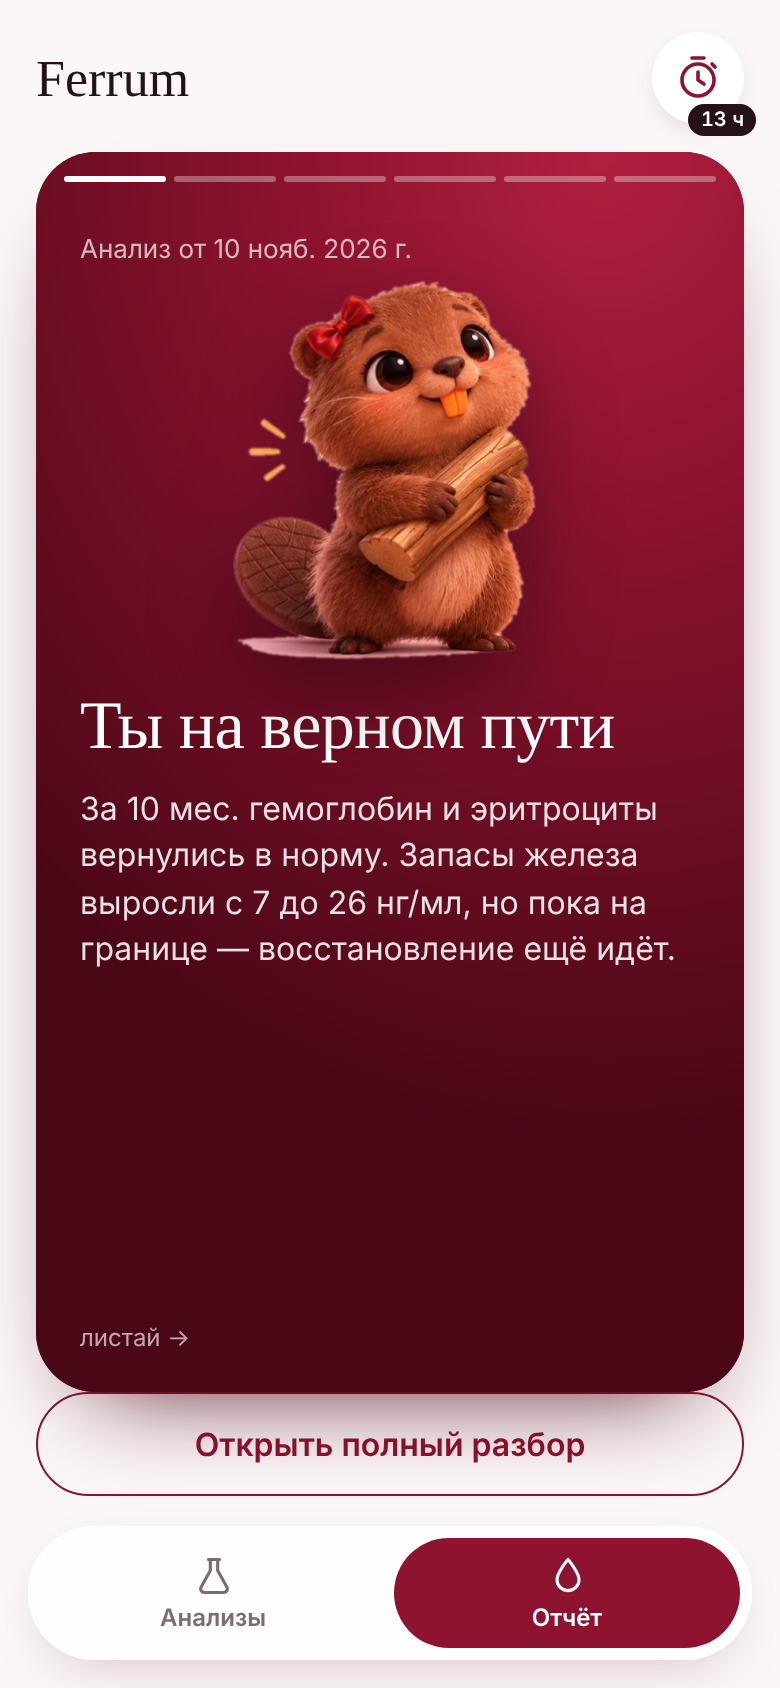 Ferrum
13 ч
Анализ от 10 нояб. 2026 г.
Ты на верном пути
За 10 мес. гемоглобин и эритроциты
вернулись в норму. Запасы железа
выросли с 7 до 26 нг/мл, но пока на
границе — восстановление ещё идёт.
листай →
Открыть полный разбор
Анализы
Отчёт